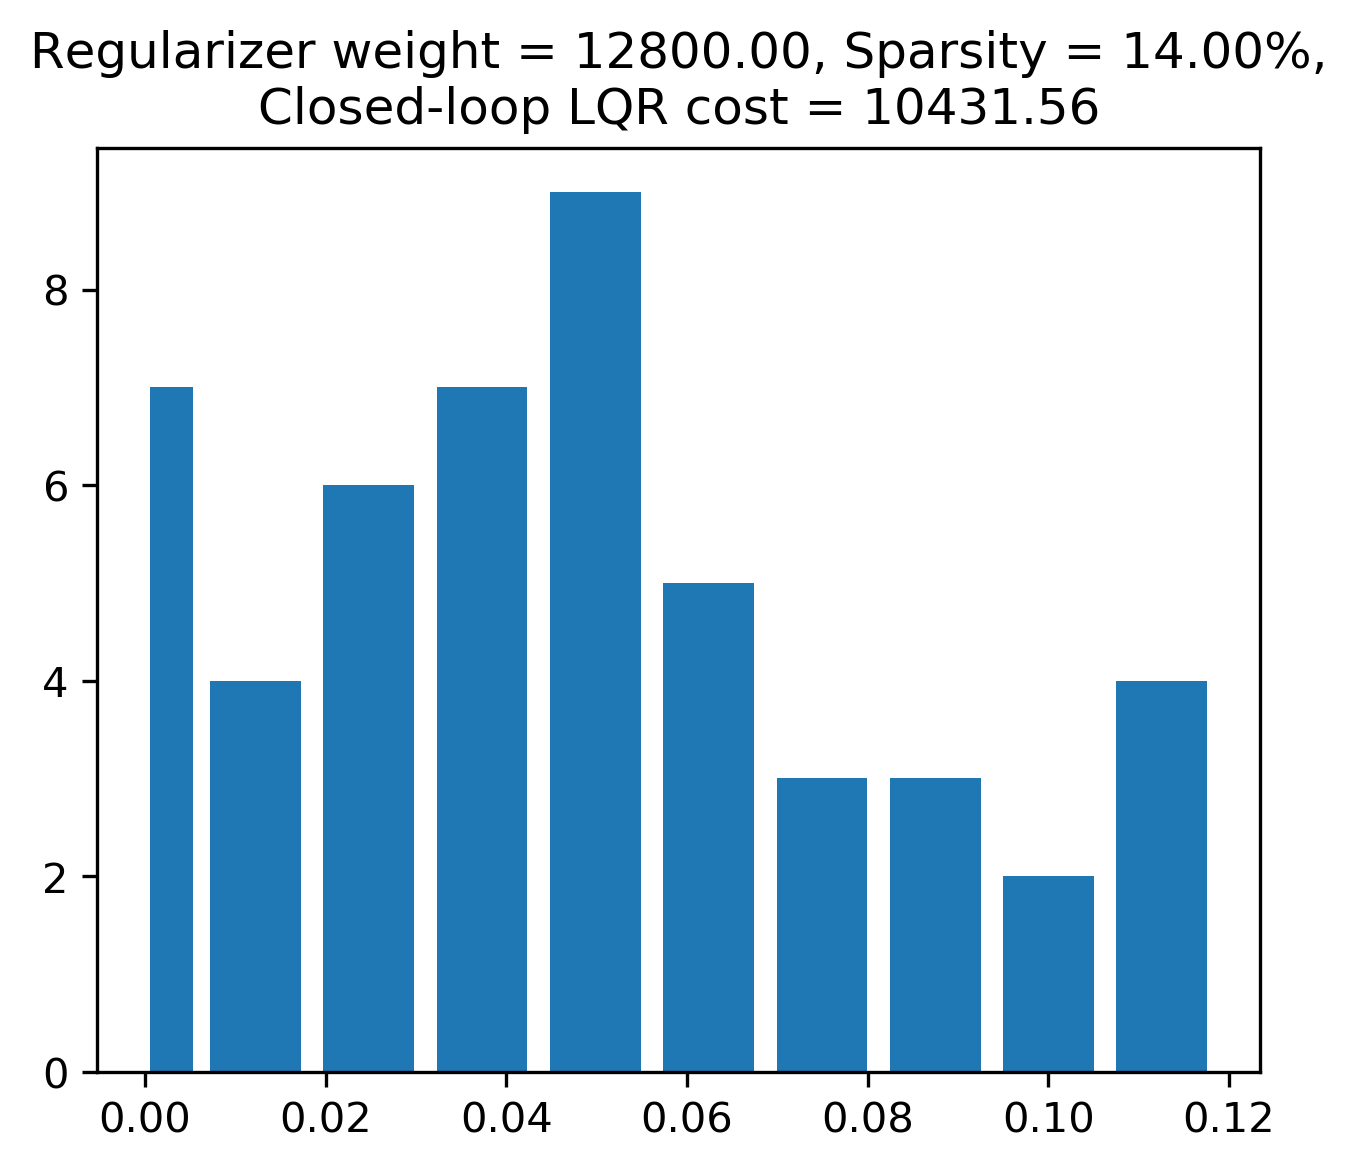 Regularizer weight = 12800.00, Sparsity = 14.00%,
Closed-loop LQR cost = 10431.56
8
6
4
2
0
0.00 0.02 0.04 0.06 0.08 0.10 0.12